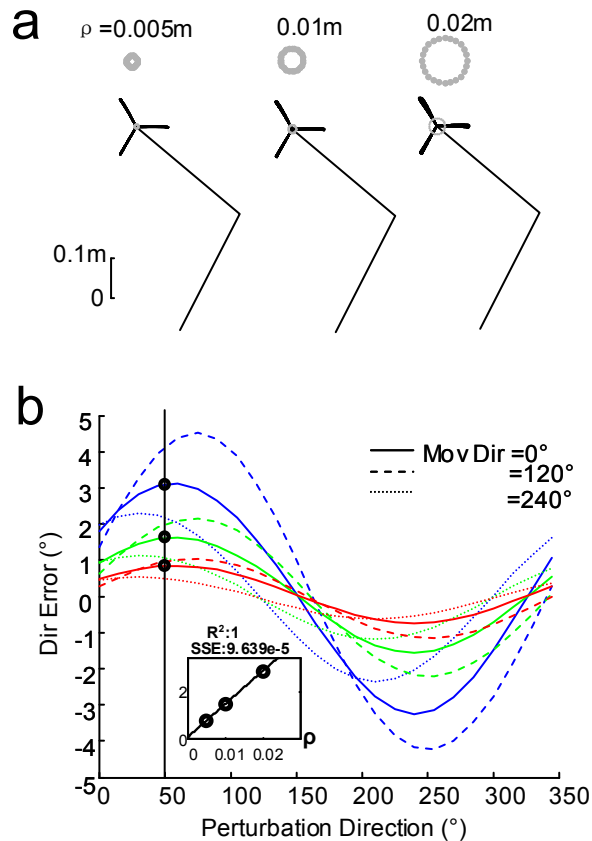 a
ρ =0.005m
0.01m
0.02m
0.1m
0
b
5
4
3
2
1
0
-1
-2
-3
-4
-5
Dir Error (°)
Mov Dir =0°
=120°
=240°
R²:1
SSE:9.639e-5
2
0
0
0.01
0.02
ρ
0
50
100
150
200
250
300
350
Perturbation Direction (°)